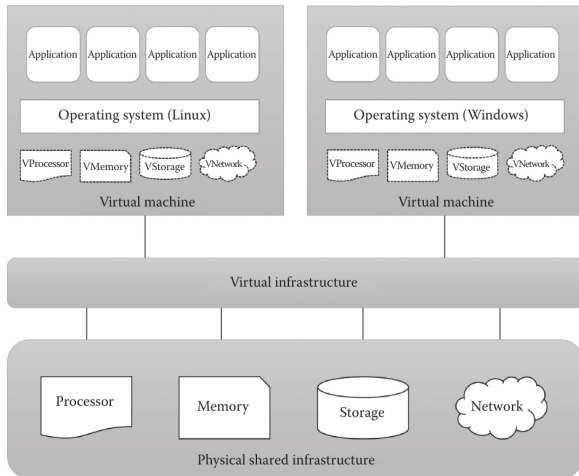 Application Application Application Application
Application Application Application Application
Operating system (Linux)
Operating system (Windows)
VProcessor VMemory VStorage VNetwork
VProcessor VMemory VStorage VNetwork
Virtual machine
Virtual machine
Virtual infrastructure
Processor Memory Storage Network
Physical shared infrastructure